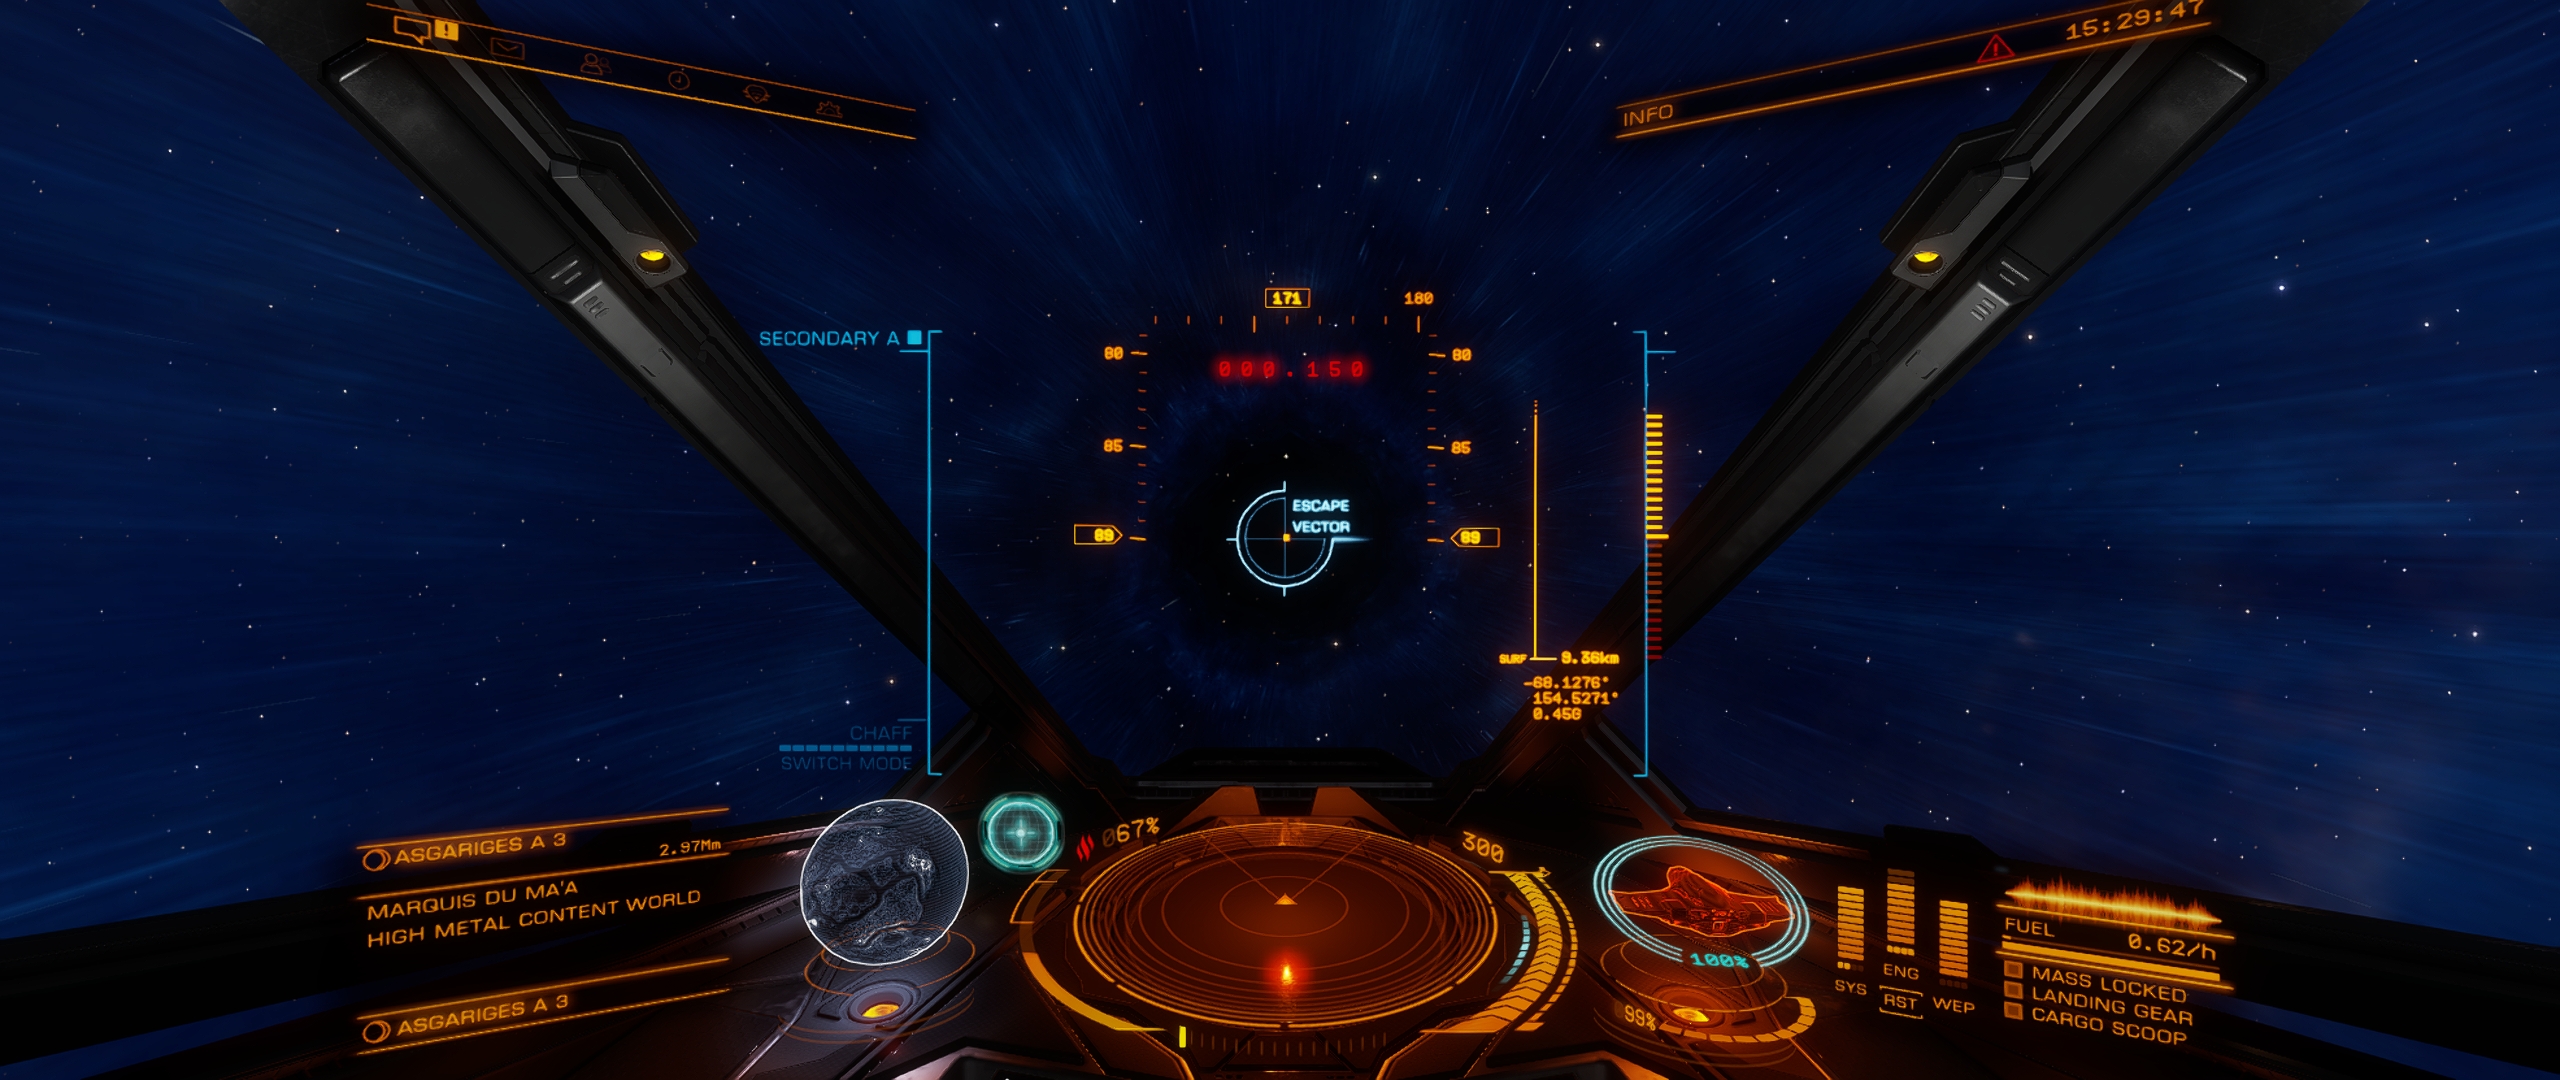 15:29:47
INFO
171
180
SECONDARY A
80
80
000.150
85
85
ESCAPE
VECTOR
89
89
SURF
9.36km
-68.1276°
154.5271°
0.45G
CHAFF
SWITCH MODE
ASGARIGES A 3
2.97Mm
MARQUIS DU MA'A
HIGH METAL CONTENT WORLD
ASGARIGES A 3
067%
300
100%
99%
SYS
ENG
RST
WEP
FUEL
0.62/h
MASS LOCKED
LANDING GEAR
CARGO SCOOP